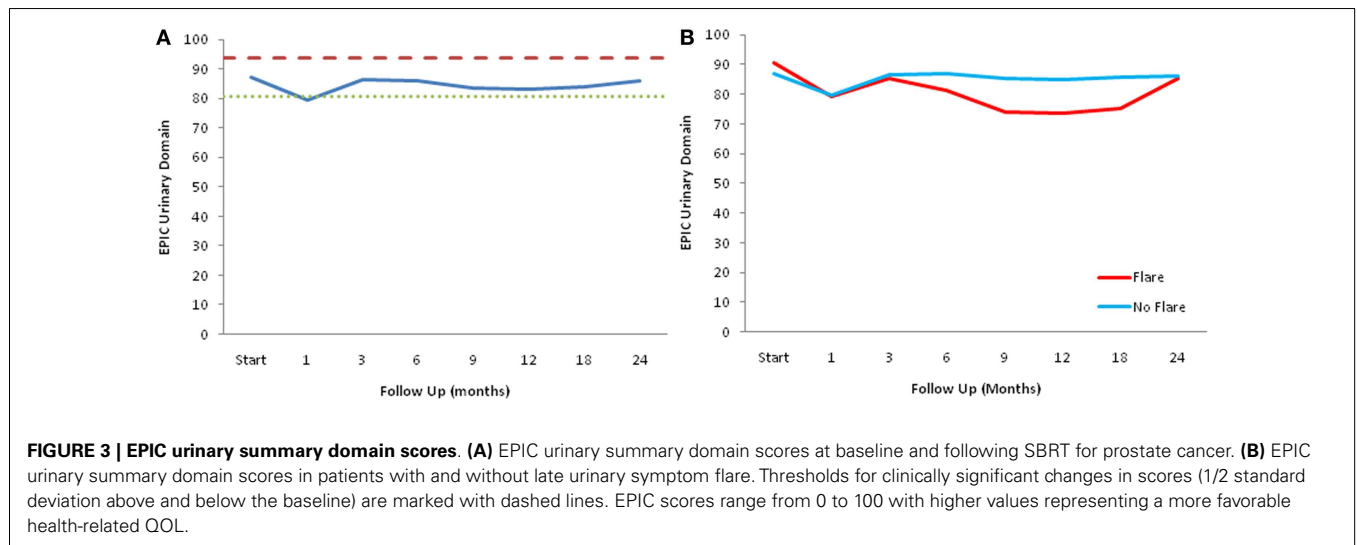 A
100
90
80
70
60
50
40
30
20
10
0
EPIC Urinary Domain
Start 1 3 6 9 12 18 24
Follow Up (months)
B
100
90
80
70
60
50
40
30
20
10
0
EPIC Urinary Domain
Flare
No Flare
Start 1 3 6 9 12 18 24
Follow Up (Months)
FIGURE 3 | EPIC urinary summary domain scores. (A) EPIC urinary summary domain scores at baseline and following SBRT for prostate cancer. (B) EPIC
urinary summary domain scores in patients with and without late urinary symptom flare. Thresholds for clinically significant changes in scores (1/2 standard
deviation above and below the baseline) are marked with dashed lines. EPIC scores range from 0 to 100 with higher values representing a more favorable
health-related QOL.